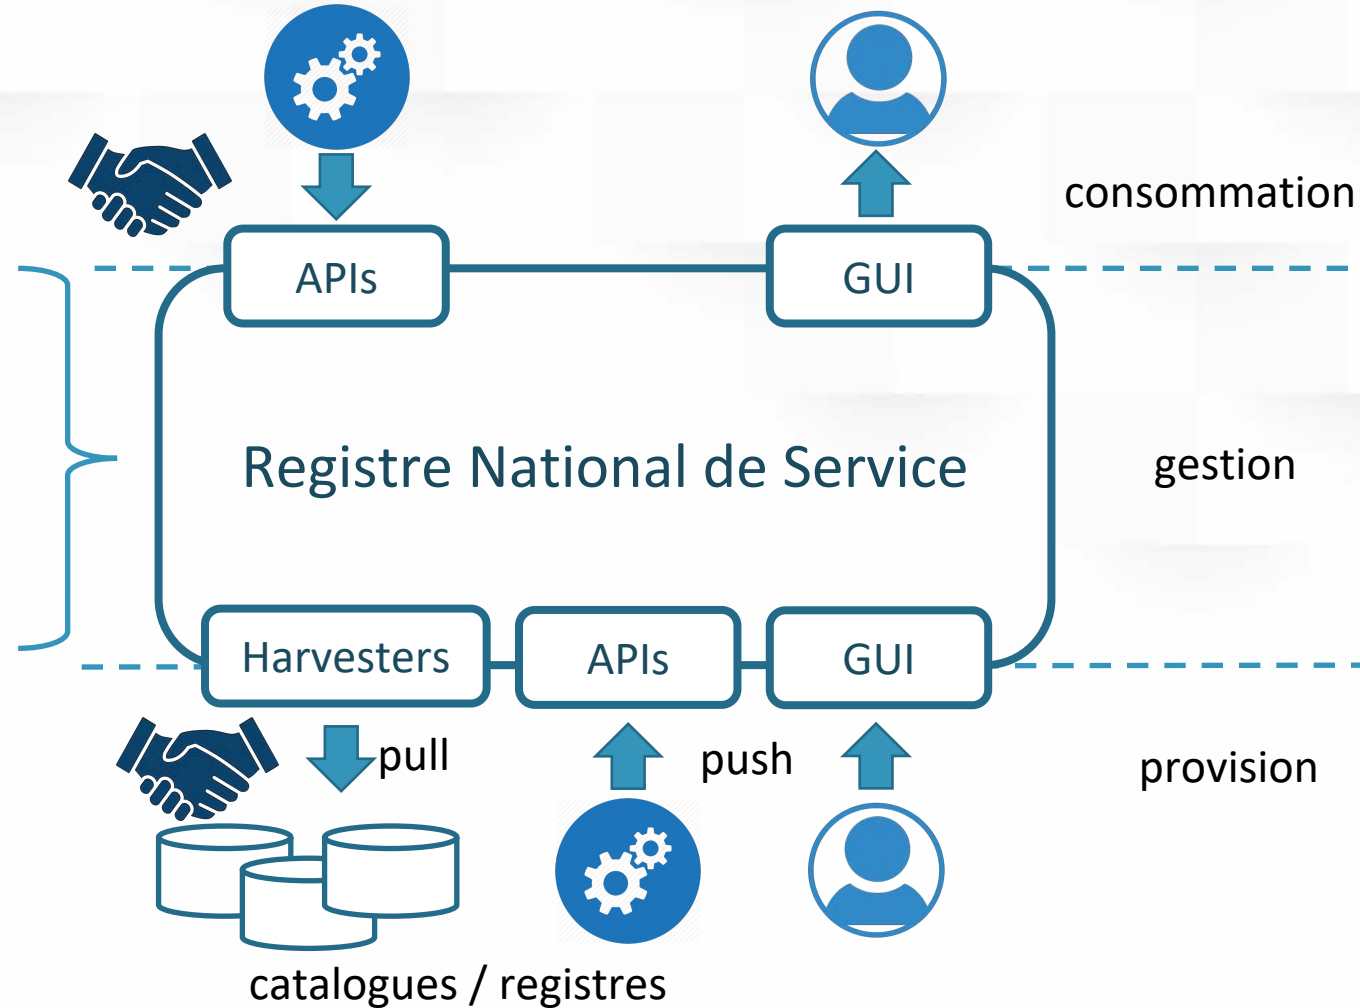 consommation
APIs
GUI
Registre National de Service
gestion
Harvesters
APIs
GUI
pull
push
provision
catalogues / registres